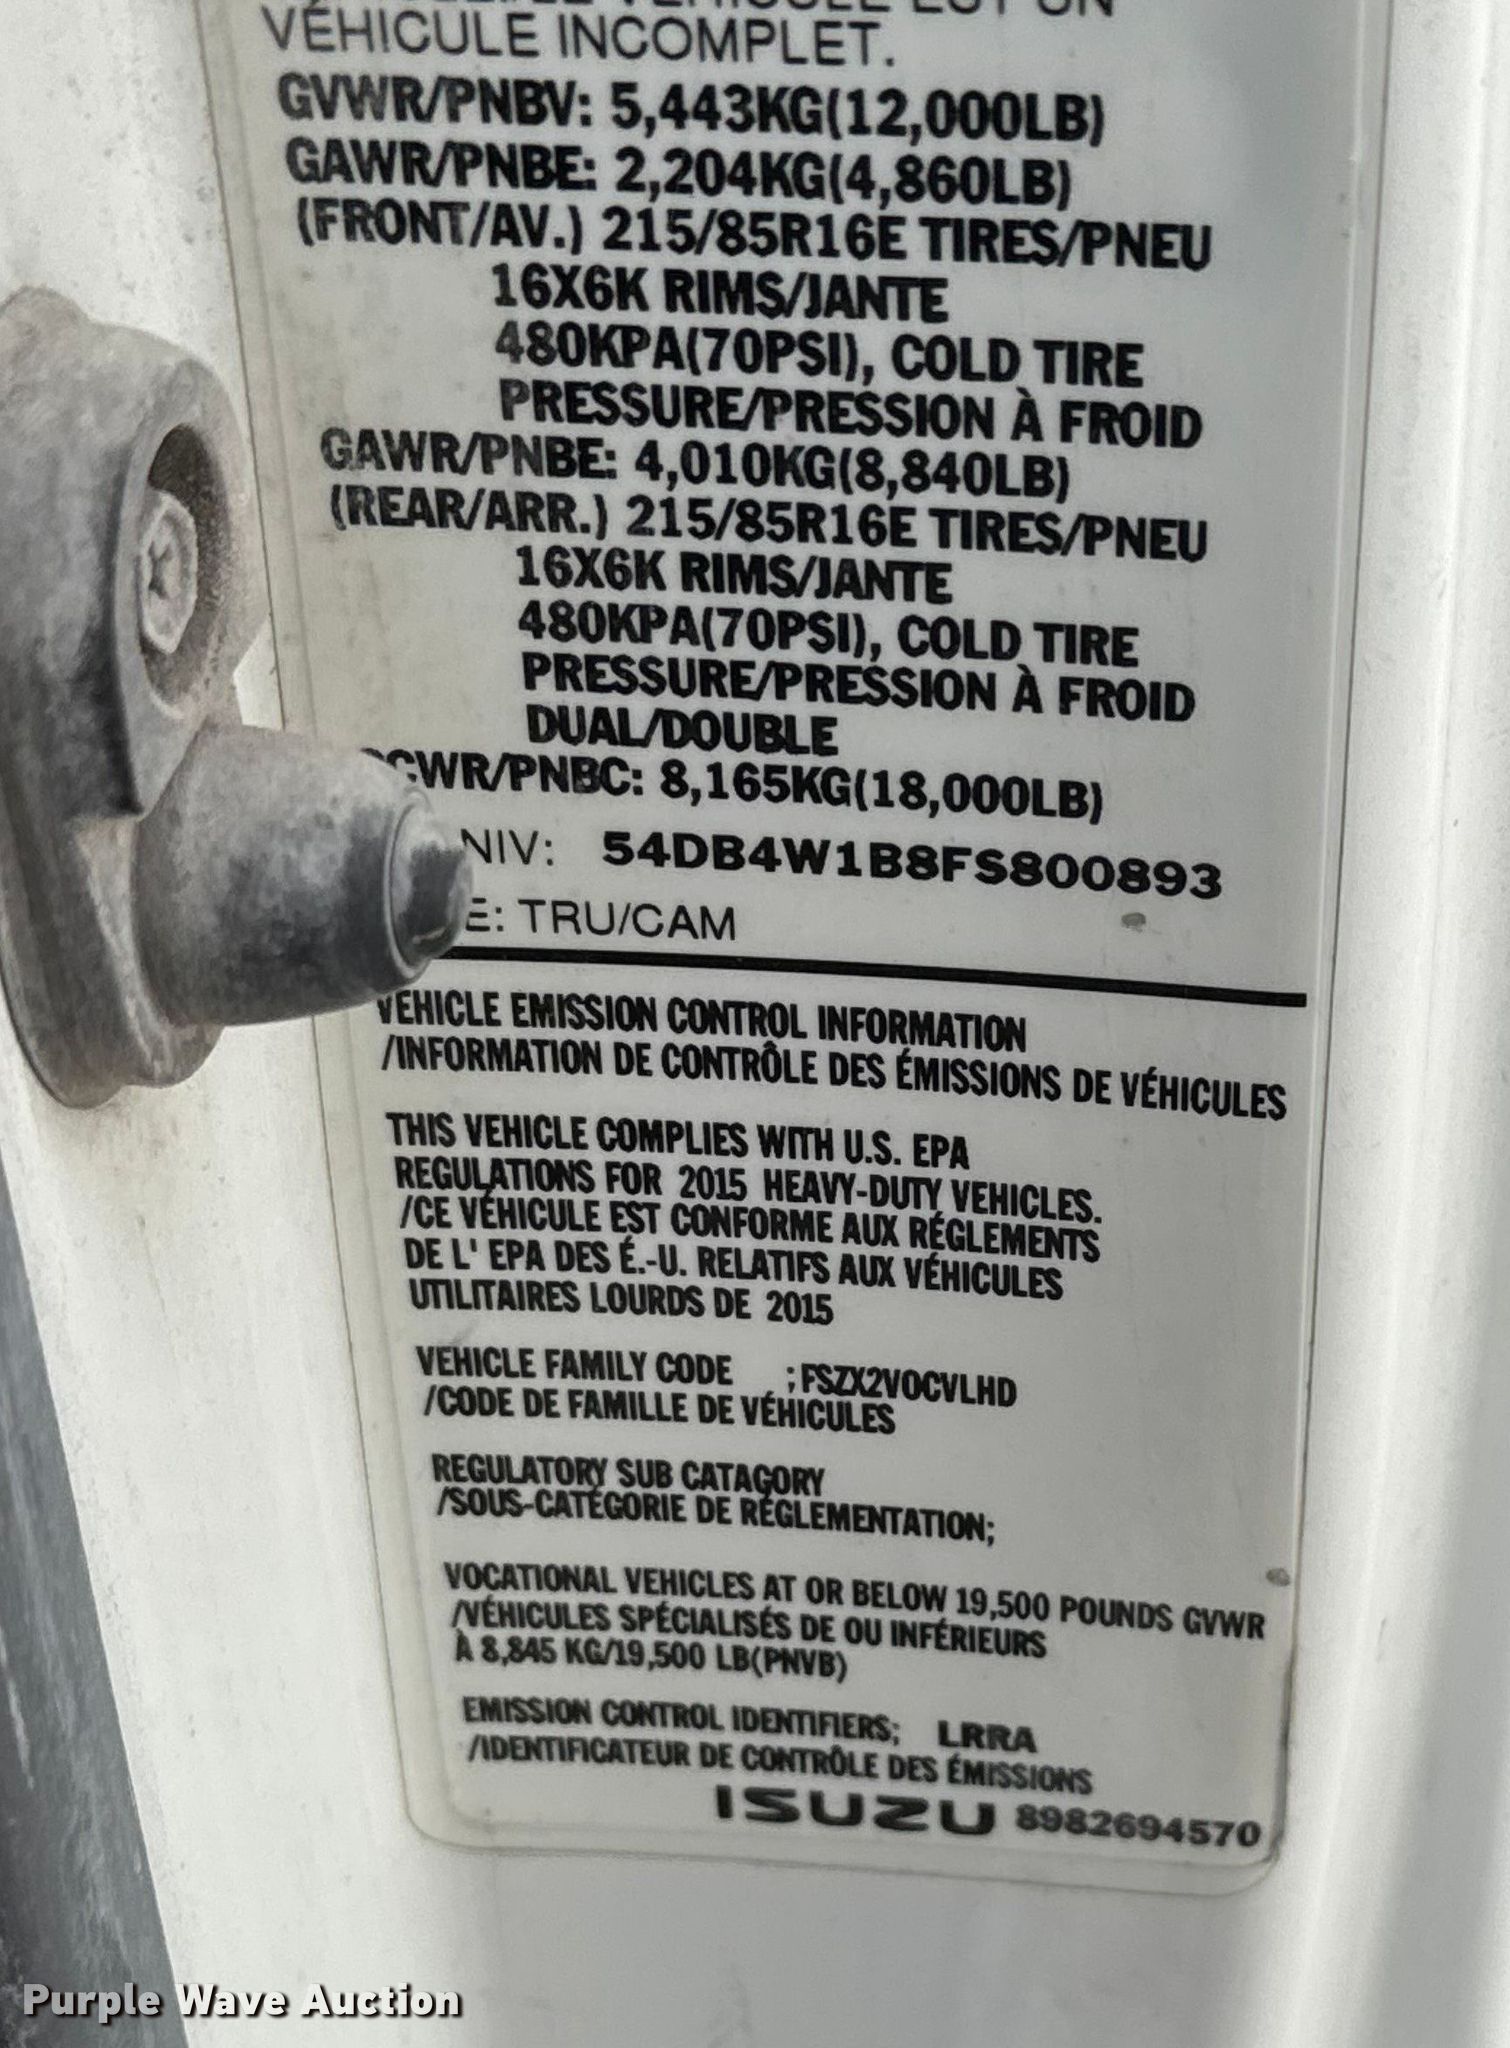 VÉHICULE INCOMPLET.
GVWR/PNBV: 5,443KG(12,000LB)
GAWR/PNBE: 2,204KG(4,860LB)
(FRONT/AV.) 215/85R16E TIRES/PNEU
16X6K RIMS/JANTE
480KPA(70PSI), COLD TIRE
PRESSURE/PRESSION À FROID
GAWR/PNBE: 4,010KG(8,840LB)
(REAR/ARR.) 215/85R16E TIRES/PNEU
16X6K RIMS/JANTE
480KPA(70PSI), COLD TIRE
PRESSURE/PRESSION À FROID
DUAL/DOUBLE
CWR/PNBC: 8,165KG(18,000LB)
NIV: 54DB4W1B8FS800893
E: TRU/CAM
VEHICLE EMISSION CONTROL INFORMATION
/INFORMATION DE CONTRÔLE DES ÉMISSIONS DE VÉHICULES
THIS VEHICLE COMPLIES WITH U.S. EPA
REGULATIONS FOR 2015 HEAVY-DUTY VEHICLES.
/CE VÉHICULE EST CONFORME AUX RÉGLEMENTS
DE L' EPA DES É.-U. RELATIFS AUX VÉHICULES
UTILITAIRES LOURDS DE 2015
VEHICLE FAMILY CODE ;FSZX2VOCVLHD
/CODE DE FAMILLE DE VÉHICULES
REGULATORY SUB CATAGORY
/SOUS-CATÉGORIE DE RÉGLEMENTATION;
VOCATIONAL VEHICLES AT OR BELOW 19,500 POUNDS GVWR
/VÉHICULES SPÉCIALISÉS DE OU INFÉRIEURS
À 8,845 KG/19,500 LB(PNVB)
EMISSION CONTROL IDENTIFIERS; LRRA
/IDENTIFICATEUR DE CONTRÔLE DES ÉMISSIONS
ISUZU 8982694570
Purple Wave Auction